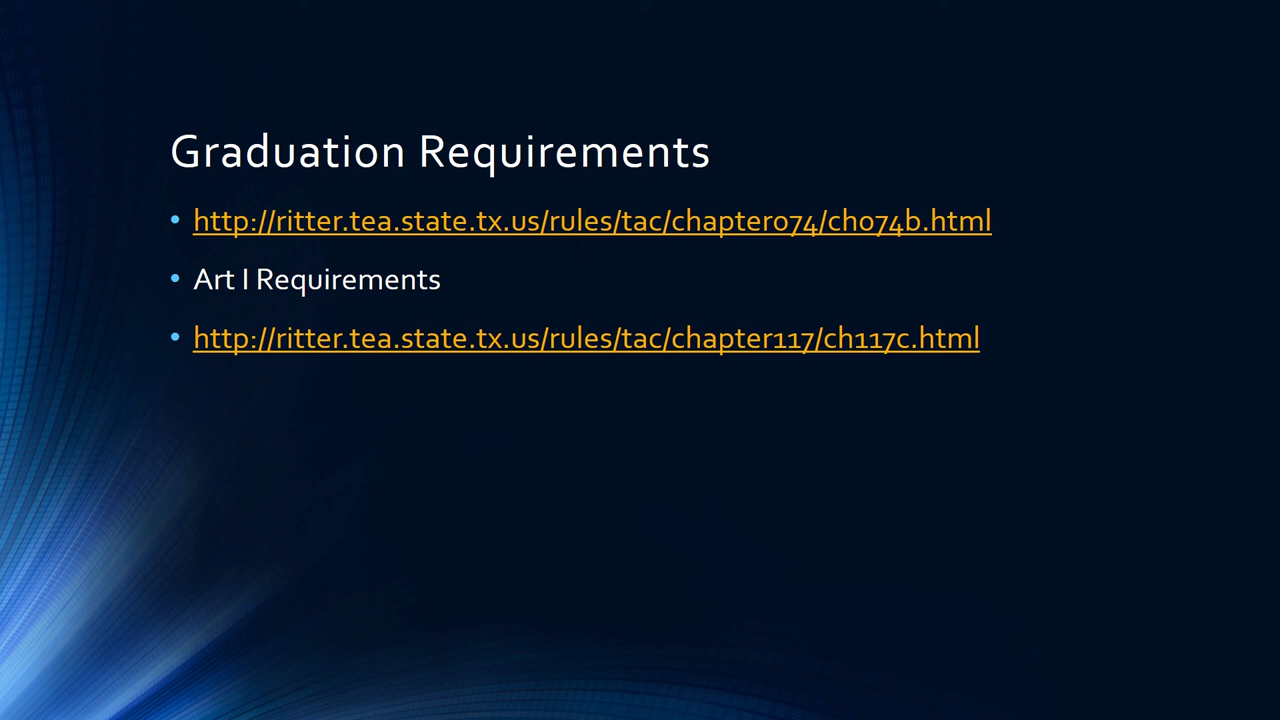 Graduation Requirements
• http://ritter.tea.state.tx.us/rules/tac/chapter074/ch074b.html
• Art I Requirements
• http://ritter.tea.state.tx.us/rules/tac/chapter117/ch117c.html